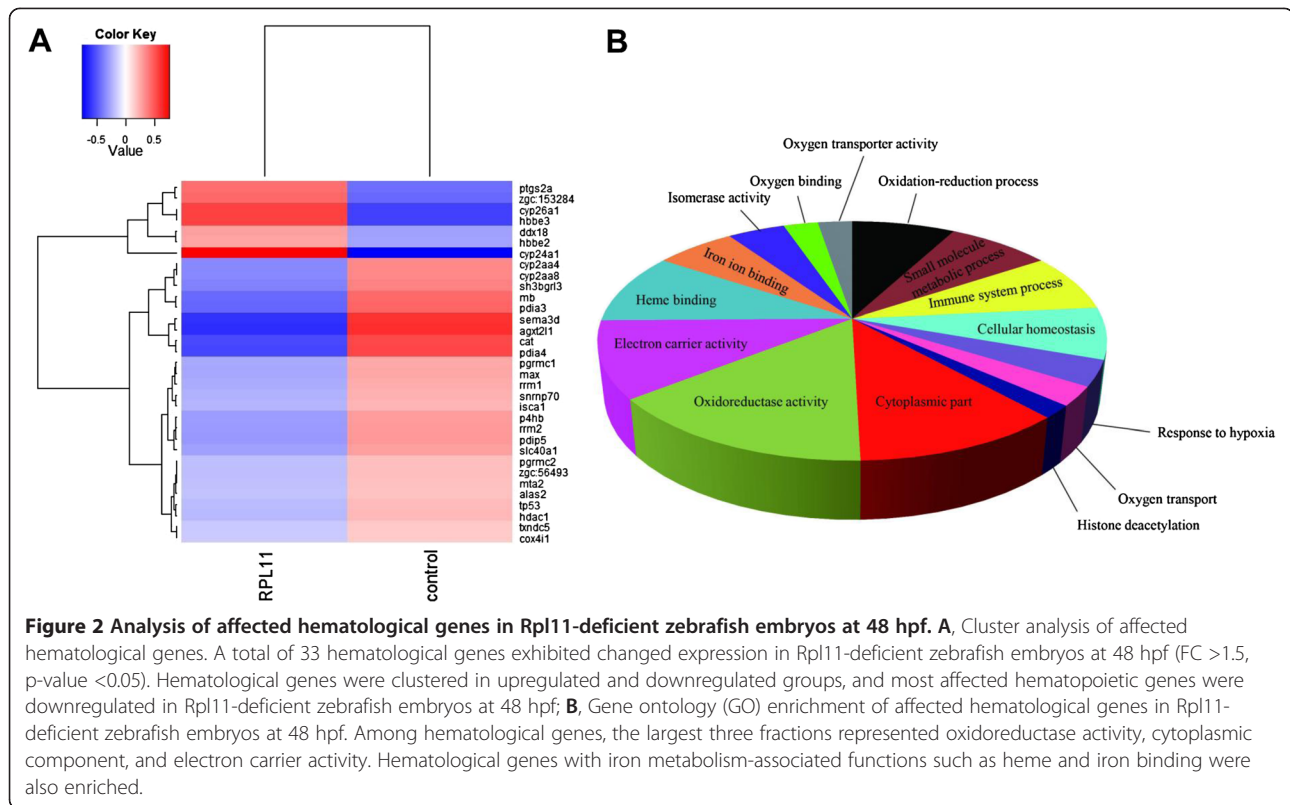 A
Color Key
-0.5 0 0.5
Value
ptgs2a
zgc:153284
cyp26a1
hbbe3
ddx18
hbbe2
cyp24a1
cyp2aa4
cyp2aa8
sh3bgrl3
mb
pdia3
sema3d
agxt2l1
cat
pdia4
pgrmc1
max
rrm1
snrnp70
isca1
p4hb
rrm2
pdip5
slc40a1
pgrmc2
zgc:56493
mta2
alas2
tp53
hdac1
txndc5
cox4i1
RPL11
control
B
Oxygen transporter activity
Oxygen binding
Isomerase activity
Iron ion binding
Heme binding
Electron carrier activity
Oxidoreductase activity
Oxidation-reduction process
Small molecule
metabolic process
Immune system process
Cellular homeostasis
Cytoplasmic part
Response to hypoxia
Oxygen transport
Histone deacetylation
Figure 2 Analysis of affected hematological genes in Rpl11-deficient zebrafish embryos at 48 hpf. A, Cluster analysis of affected
hematological genes. A total of 33 hematological genes exhibited changed expression in Rpl11-deficient zebrafish embryos at 48 hpf (FC >1.5,
p-value <0.05). Hematological genes were clustered in upregulated and downregulated groups, and most affected hematopoietic genes were
downregulated in Rpl11-deficient zebrafish embryos at 48 hpf; B, Gene ontology (GO) enrichment of affected hematological genes in Rpl11-
deficient zebrafish embryos at 48 hpf. Among hematological genes, the largest three fractions represented oxidoreductase activity, cytoplasmic
component, and electron carrier activity. Hematological genes with iron metabolism-associated functions such as heme and iron binding were
also enriched.